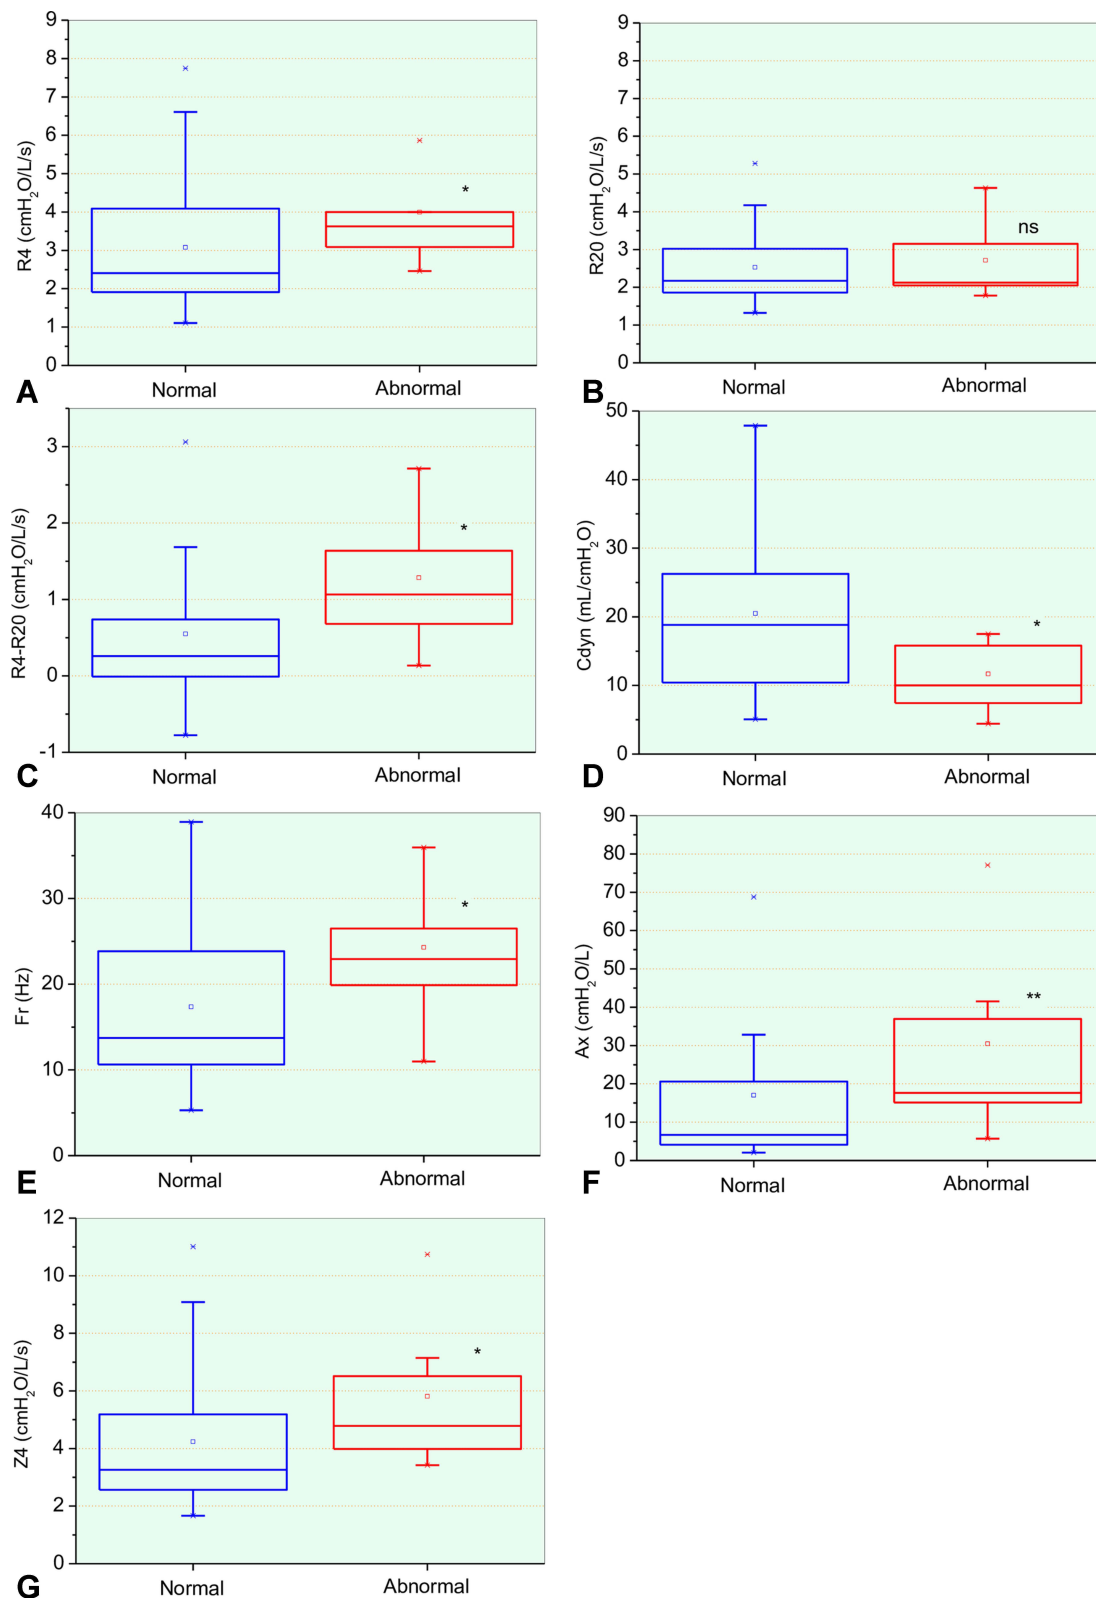 9
8
7
6
5
4
3
2
1
0
R4 (cmH₂O/L/s)
*
Normal
Abnormal
A
9
8
7
6
5
4
3
2
1
0
R20 (cmH₂O/L/s)
ns
Normal
Abnormal
B
3
2
1
0
-1
R4-R20 (cmH₂O/L/s)
*
Normal
Abnormal
C
50
40
30
20
10
0
Cdyn (mL/cmH₂O)
*
Normal
Abnormal
D
40
30
20
10
0
Fr (Hz)
*
Normal
Abnormal
E
90
80
70
60
50
40
30
20
10
0
Ax (cmH₂O/L)
**
Normal
Abnormal
F
12
10
8
6
4
2
0
Z4 (cmH₂O/L/s)
*
Normal
Abnormal
G